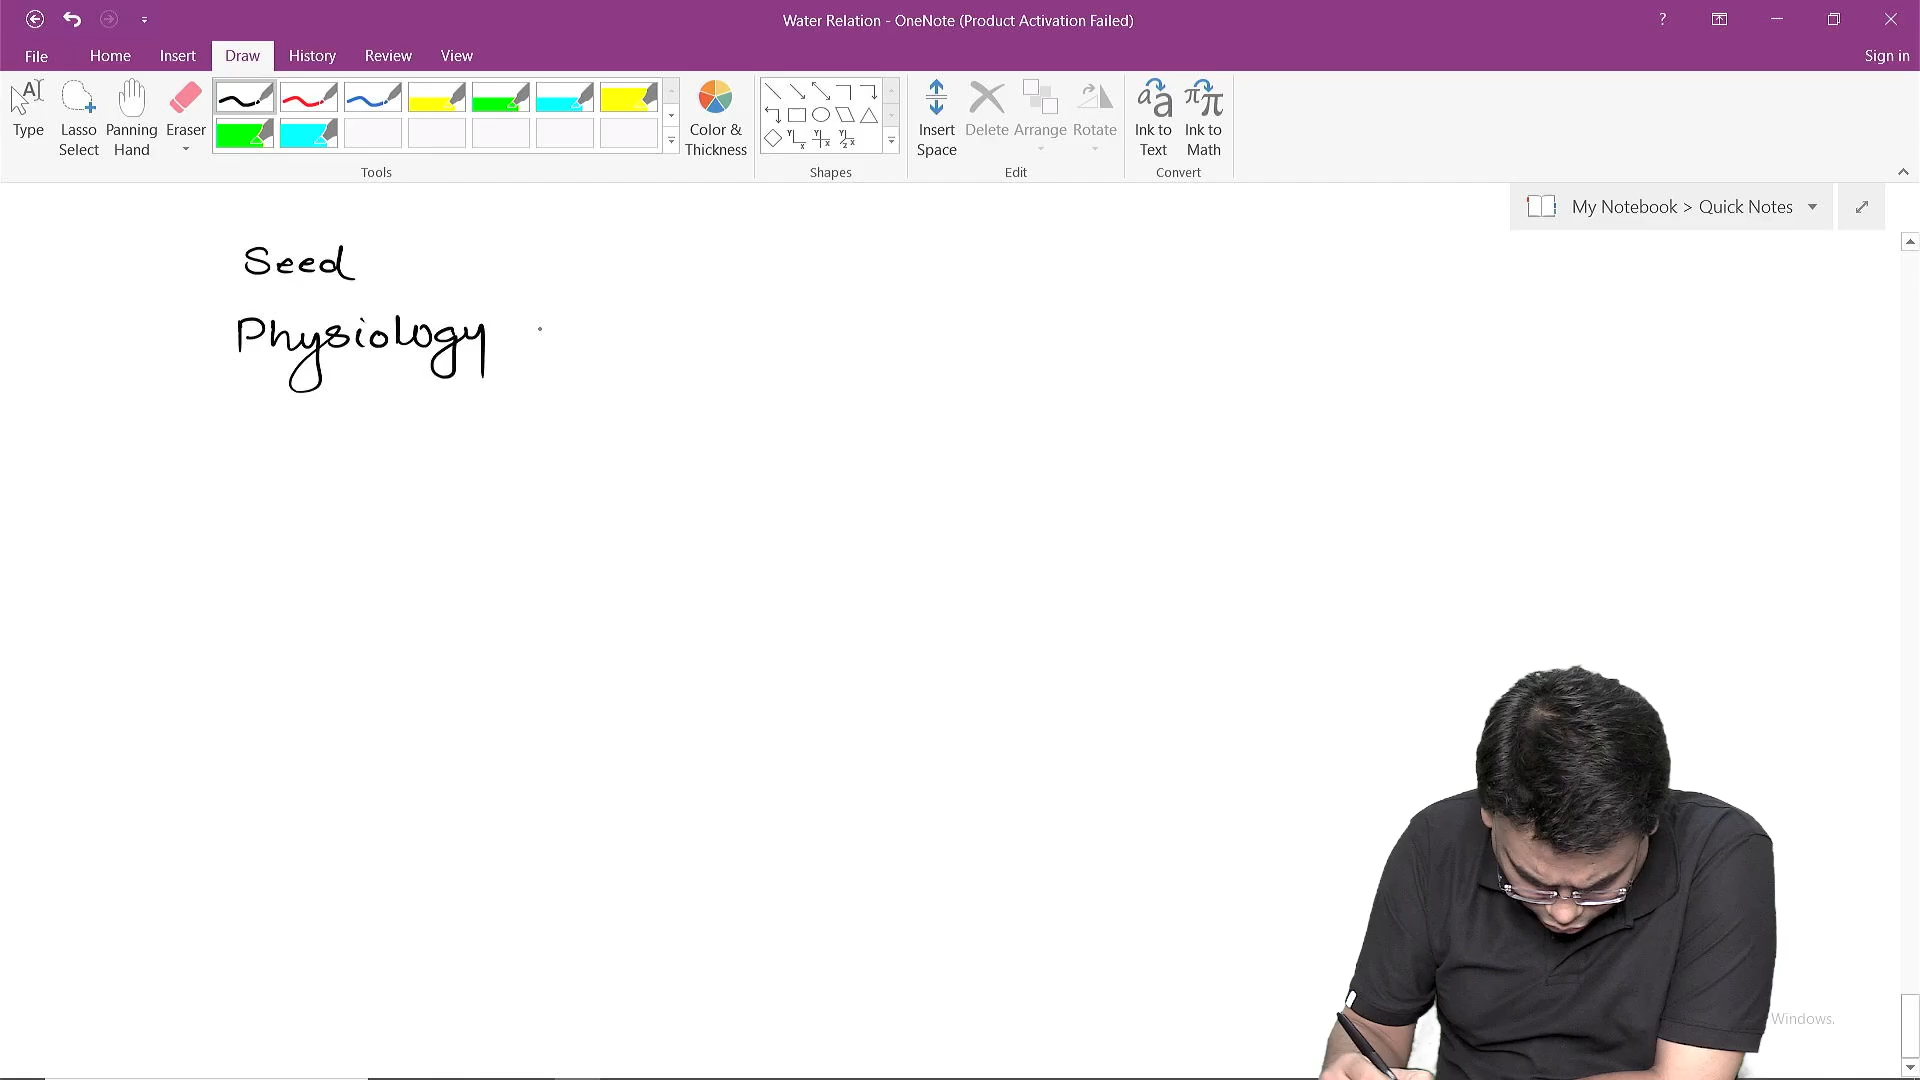 Water Relation - OneNote (Product Activation Failed)
?
File Home Insert Draw History Review View
Sign in
Type
Lasso Select
Panning Hand
Eraser
Color & Thickness
Insert Space
Delete
Arrange
Rotate
Ink to Text
Ink to Math
Tools
Shapes
Edit
Convert
My Notebook > Quick Notes
Seed
Physiology
Windows.